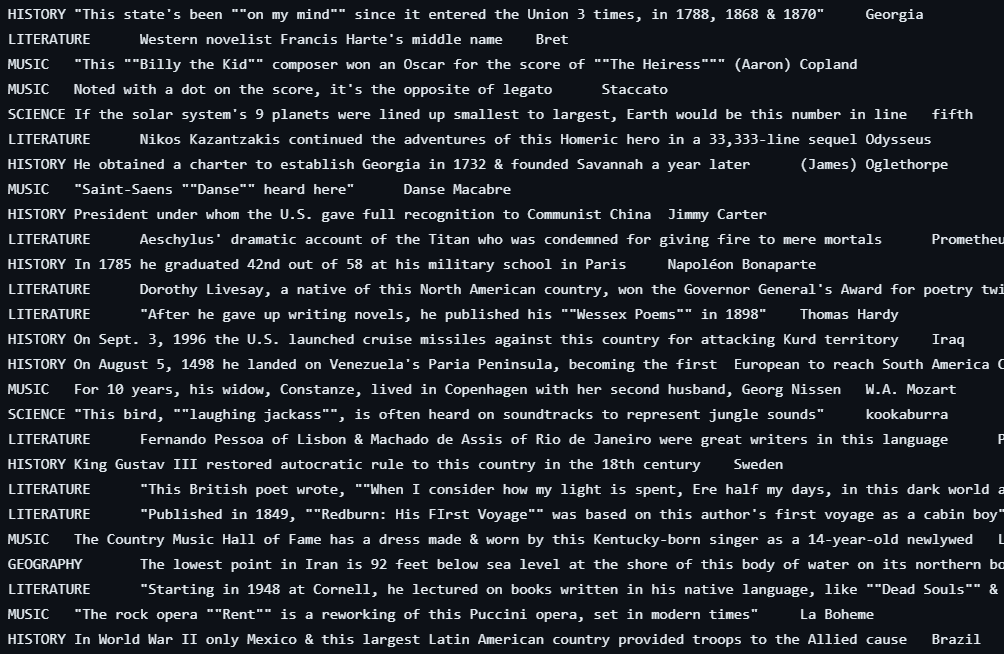 HISTORY "This state's been ""on my mind"" since it entered the Union 3 times, in 1788, 1868 & 1870" Georgia
LITERATURE Western novelist Francis Harte's middle name Bret
MUSIC "This ""Billy the Kid"" composer won an Oscar for the score of ""The Heiress""" (Aaron) Copland
MUSIC Noted with a dot on the score, it's the opposite of legato Staccato
SCIENCE If the solar system's 9 planets were lined up smallest to largest, Earth would be this number in line fifth
LITERATURE Nikos Kazantzakis continued the adventures of this Homeric hero in a 33,333-line sequel Odysseus
HISTORY He obtained a charter to establish Georgia in 1732 & founded Savannah a year later (James) Oglethorpe
MUSIC "Saint-Saens ""Danse"" heard here" Danse Macabre
HISTORY President under whom the U.S. gave full recognition to Communist China Jimmy Carter
LITERATURE Aeschylus' dramatic account of the Titan who was condemned for giving fire to mere mortals Prometheu
HISTORY In 1785 he graduated 42nd out of 58 at his military school in Paris Napoléon Bonaparte
LITERATURE Dorothy Livesay, a native of this North American country, won the Governor General's Award for poetry twi
LITERATURE "After he gave up writing novels, he published his ""Wessex Poems"" in 1898" Thomas Hardy
HISTORY On Sept. 3, 1996 the U.S. launched cruise missiles against this country for attacking Kurd territory Iraq
HISTORY On August 5, 1498 he landed on Venezuela's Paria Peninsula, becoming the first European to reach South America C
MUSIC For 10 years, his widow, Constanze, lived in Copenhagen with her second husband, Georg Nissen W.A. Mozart
SCIENCE "This bird, ""laughing jackass"", is often heard on soundtracks to represent jungle sounds" kookaburra
LITERATURE Fernando Pessoa of Lisbon & Machado de Assis of Rio de Janeiro were great writers in this language P
HISTORY King Gustav III restored autocratic rule to this country in the 18th century Sweden
LITERATURE "This British poet wrote, ""When I consider how my light is spent, Ere half my days, in this dark world a
LITERATURE "Published in 1849, ""Redburn: His FIrst Voyage"" was based on this author's first voyage as a cabin boy"
MUSIC The Country Music Hall of Fame has a dress made & worn by this Kentucky-born singer as a 14-year-old newlywed L
GEOGRAPHY The lowest point in Iran is 92 feet below sea level at the shore of this body of water on its northern bo
LITERATURE "Starting in 1948 at Cornell, he lectured on books written in his native language, like ""Dead Souls"" &
MUSIC "The rock opera ""Rent"" is a reworking of this Puccini opera, set in modern times" La Boheme
HISTORY In World War II only Mexico & this largest Latin American country provided troops to the Allied cause Brazil